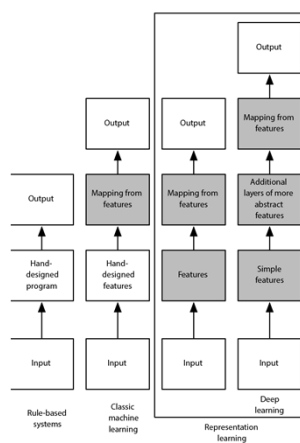 Output
Output
Output
Mapping from
features
Output
Mapping from
features
Mapping from
features
Additional
layers of more
abstract
features
Hand-
designed
program
Hand-
designed
features
Features
Simple
features
Input
Input
Input
Input
Rule-based
systems
Classic
machine
learning
Deep
learning
Representation
learning